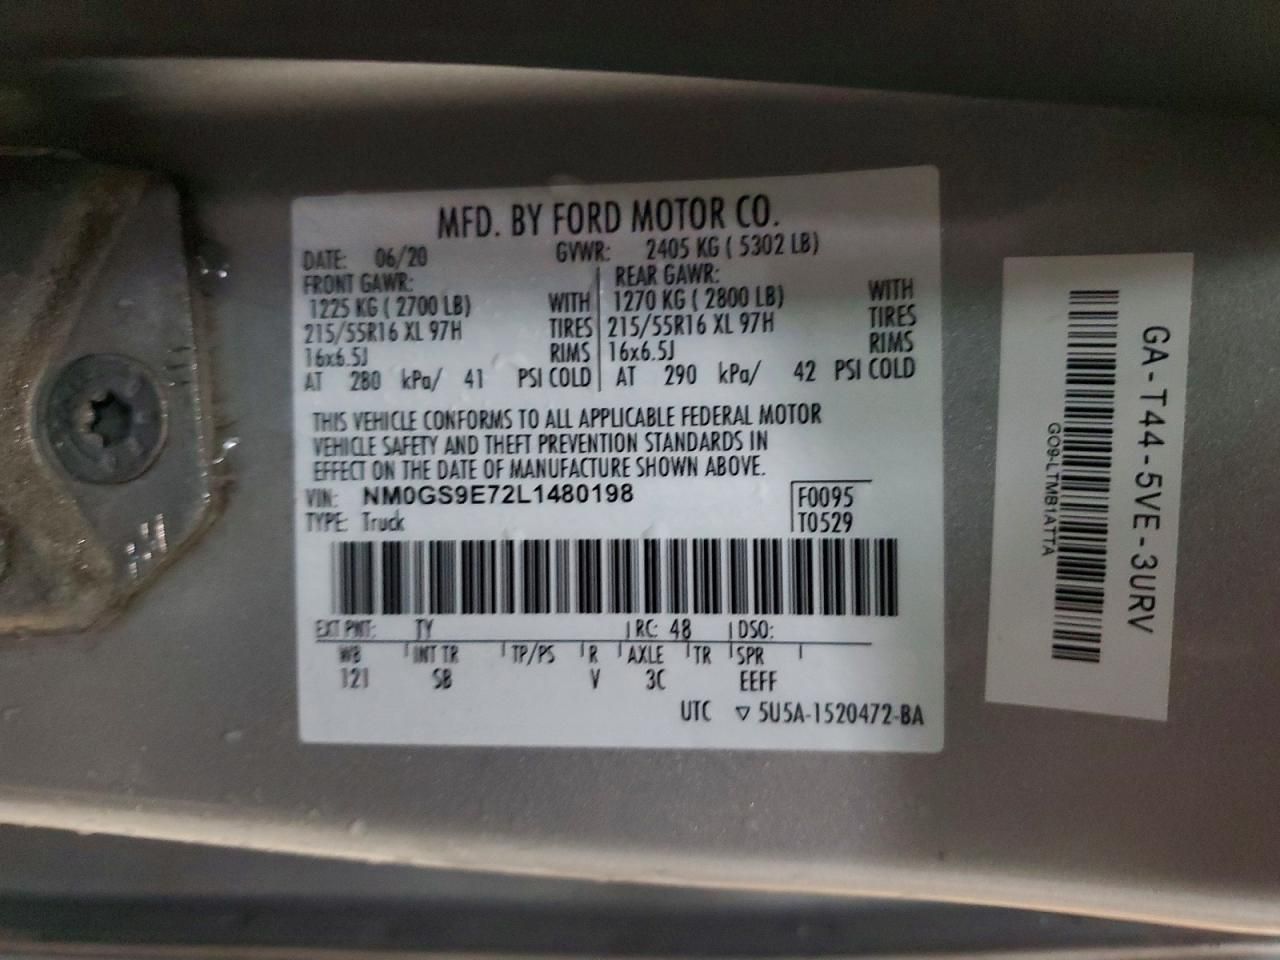 MFD. BY FORD MOTOR CO.
DATE: 06/20 GVWR: 2405 KG ( 5302 LB)
FRONT GAWR: REAR GAWR:
1225 KG ( 2700 LB) WITH 1270 KG ( 2800 LB) WITH
215/55R16 XL 97H TIRES 215/55R16 XL 97H TIRES
16x6.5J RIMS 16x6.5J RIMS
AT 280 kPa/ 41 PSI COLD AT 290 kPa/ 42 PSI COLD
THIS VEHICLE CONFORMS TO ALL APPLICABLE FEDERAL MOTOR
VEHICLE SAFETY AND THEFT PREVENTION STANDARDS IN
EFFECT ON THE DATE OF MANUFACTURE SHOWN ABOVE.
VIN: NM0GS9E72L1480198 F0095
TYPE: Truck T0529
EXT PNT: TY RC: 48 DSO:
WB INT TR TP/PS R AXLE TR SPR
121 SB V 3C EEFF
UTC ▽ 5U5A-1520472-BA
GA-T44-5VE-3URV
GO9-LTMB1ATTA